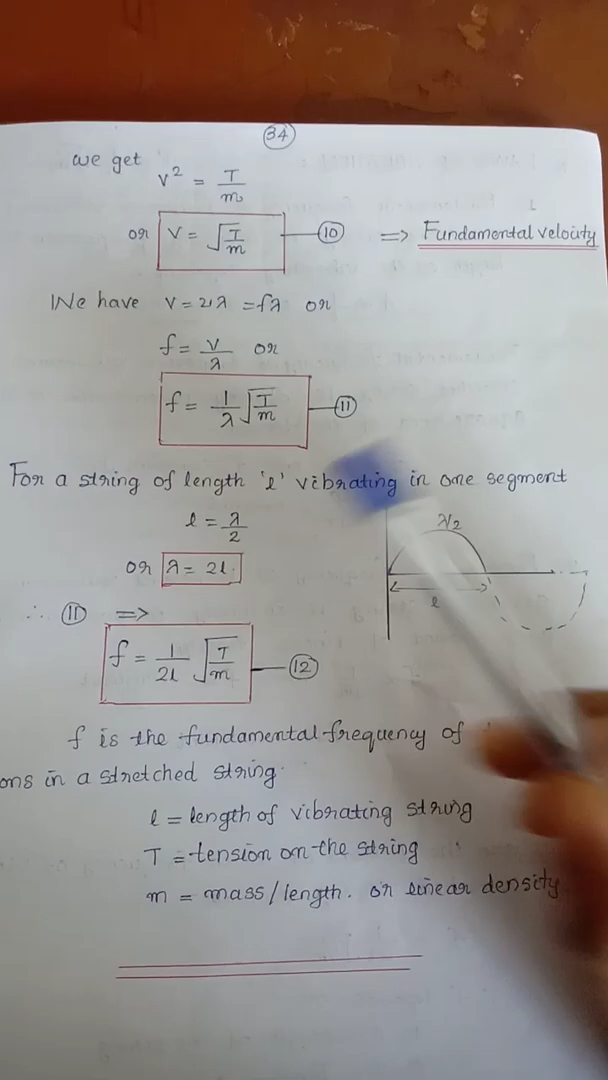 34
we get
v² = T/m
or v = √T/m — 10 => Fundamental velocity
We have v = νλ = fλ or
f = v/λ or
f = 1/λ √T/m — 11
For a string of length 'l' vibrating in one segment
l = λ/2
λ/2
or λ = 2l.
l
∴ 11 =>
f = 1/2l √T/m — 12
f is the fundamental frequency of
ons in a stretched string.
l = length of vibrating string
T = tension on the string
m = mass/length. or linear density